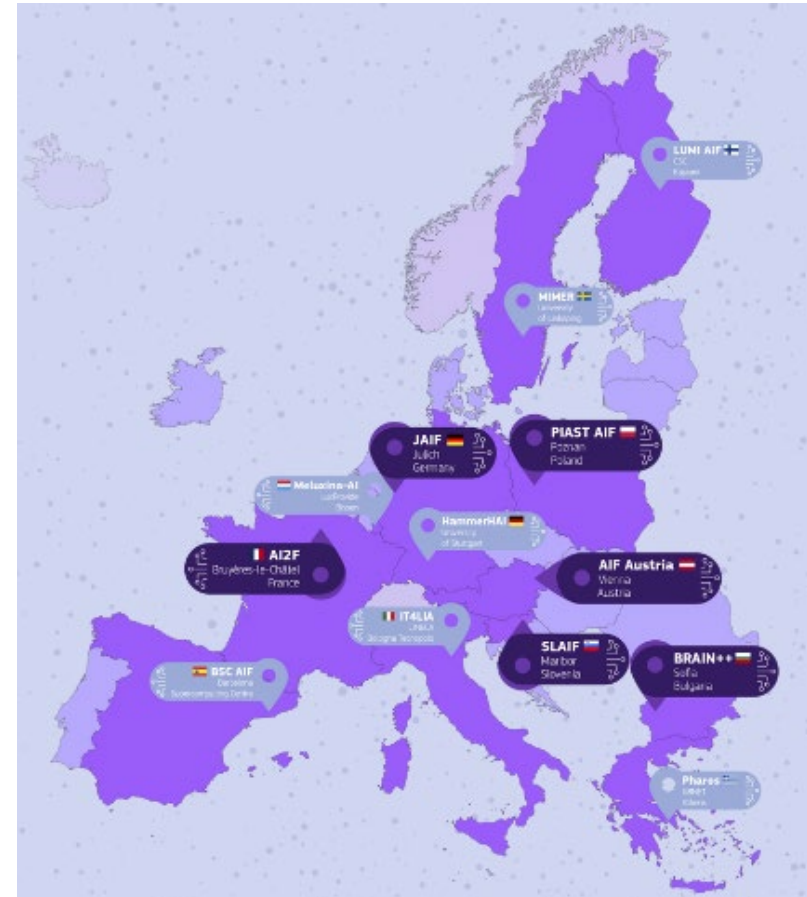 LUMI AIF
CSC
Kajaani
MIMER
University
of Linköping
JAIF
Julich
Germany
PIAST AIF
Poznan
Poland
Meluxina-AI
LuxProvide
HammerHAI
University
of Stuttgart
AI2F
Bruyères-le-Châtel
France
AIF Austria
Vienna
Austria
IT4LIA
Bologna Tecnopolo
SLAIF
Maribor
Slovenia
BRAIN++
Sofia
Bulgaria
BSC AIF
Barcelona
Supercomputing Centre
Pharos